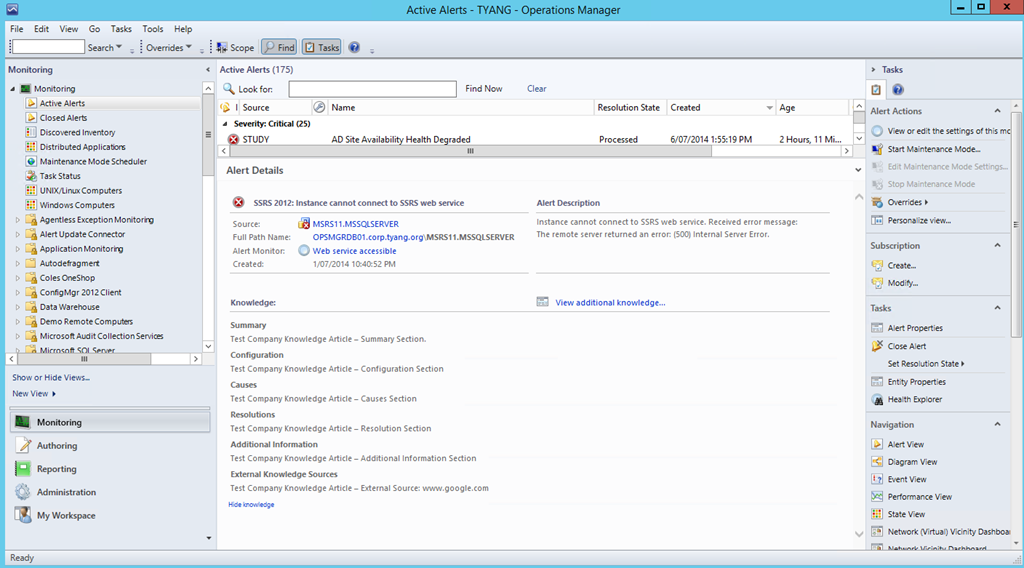 Active Alerts - TYANG - Operations Manager
File Edit View Go Tasks Tools Help
Search Overrides Scope Find Tasks
Monitoring
Monitoring
Active Alerts
Closed Alerts
Discovered Inventory
Distributed Applications
Maintenance Mode Scheduler
Task Status
UNIX/Linux Computers
Windows Computers
Agentless Exception Monitoring
Alert Update Connector
Application Monitoring
Autodefragment
Coles OneShop
ConfigMgr 2012 Client
Data Warehouse
Demo Remote Computers
Microsoft Audit Collection Services
Microsoft SQL Server
Show or Hide Views...
New View
Monitoring
Authoring
Reporting
Administration
My Workspace
Active Alerts (175)
Look for: Find Now Clear
I Source Name Resolution State Created Age
Severity: Critical (25)
STUDY AD Site Availability Health Degraded Processed 6/07/2014 1:55:19 PM 2 Hours, 11 Mi...
Alert Details
SSRS 2012: Instance cannot connect to SSRS web service
Source: MSRS11.MSSQLSERVER
Full Path Name: OPSMGRDB01.corp.tyang.org\MSRS11.MSSQLSERVER
Alert Monitor: Web service accessible
Created: 1/07/2014 10:40:52 PM
Alert Description
Instance cannot connect to SSRS web service. Received error message:
The remote server returned an error: (500) Internal Server Error.
Knowledge: View additional knowledge...
Summary
Test Company Knowledge Article – Summary Section.
Configuration
Test Company Knowledge Article – Configuration Section
Causes
Test Company Knowledge Article – Causes Section
Resolutions
Test Company Knowledge Article – Resolution Section
Additional Information
Test Company Knowledge Article – Additional Information Section
External Knowledge Sources
Test Company Knowledge Article – External Source: www.google.com
Hide knowledge
Tasks
Alert Actions
View or edit the settings of this mo
Start Maintenance Mode...
Edit Maintenance Mode Settings...
Stop Maintenance Mode
Overrides
Personalize view...
Subscription
Create...
Modify...
Tasks
Alert Properties
Close Alert
Set Resolution State
Entity Properties
Health Explorer
Navigation
Alert View
Diagram View
Event View
Performance View
State View
Network (Virtual) Vicinity Dashboa
Network Vicinity Dashboard
Ready